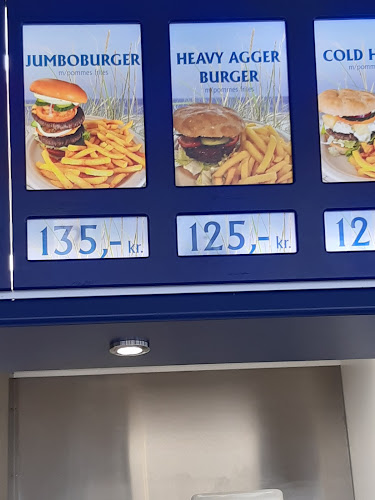 JUMBOBURGER
m/pommes frites
135,- kr.
HEAVY AGGER
BURGER
m/pommes frites
125,- kr.
COLD H
m/pomm
12